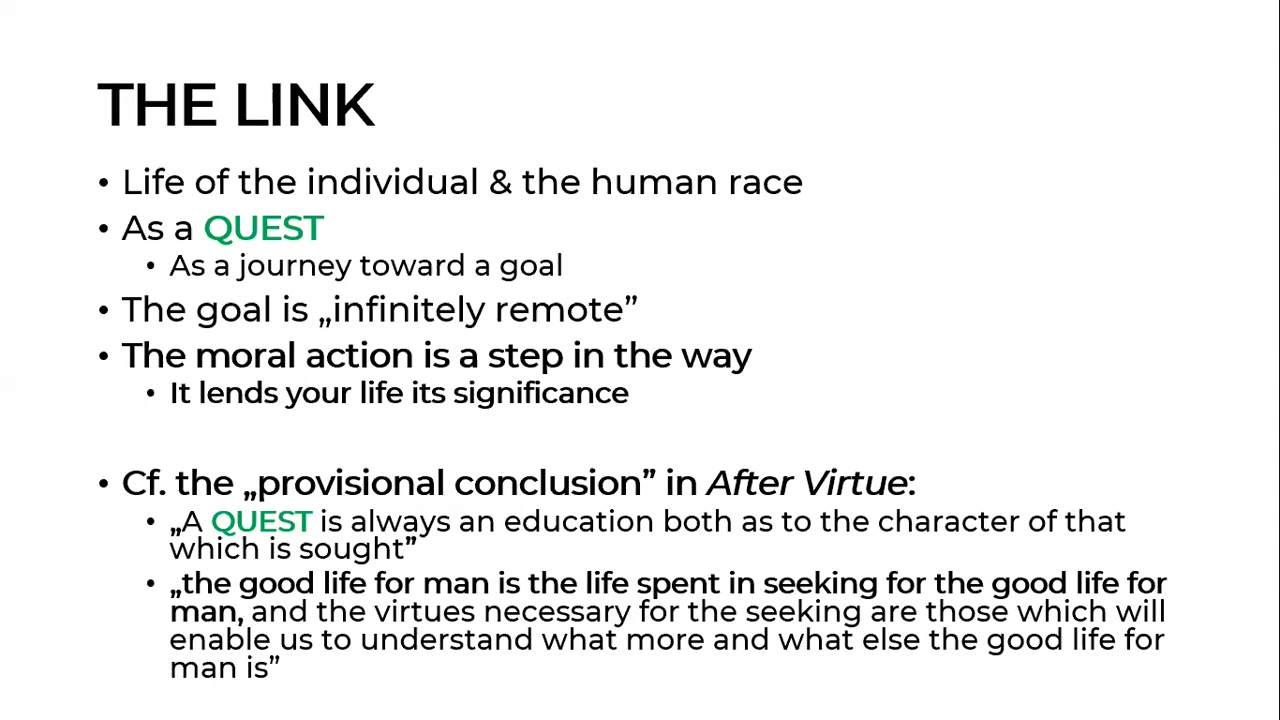 THE LINK
• Life of the individual & the human race
• As a QUEST
• As a journey toward a goal
• The goal is „infinitely remote”
• The moral action is a step in the way
• It lends your life its significance
• Cf. the „provisional conclusion” in After Virtue:
• „A QUEST is always an education both as to the character of that
which is sought”
• „the good life for man is the life spent in seeking for the good life for
man, and the virtues necessary for the seeking are those which will
enable us to understand what more and what else the good life for
man is”